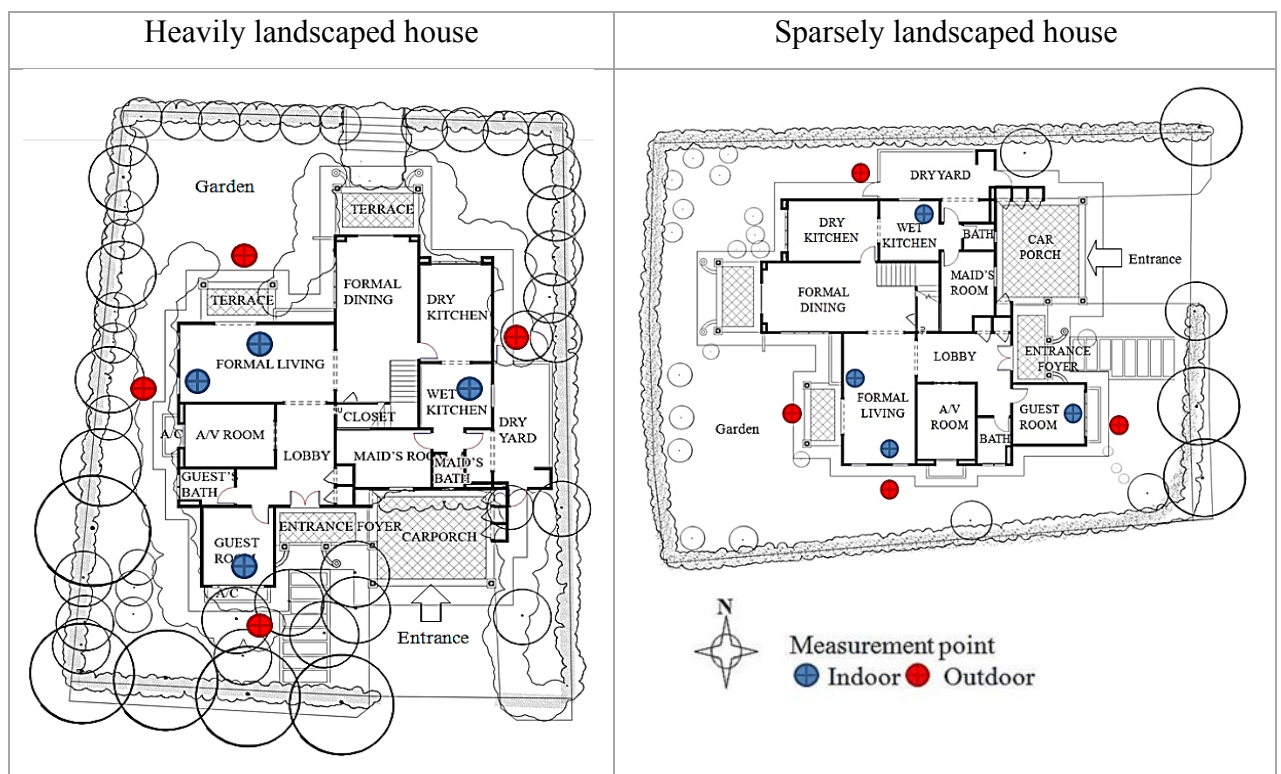 Heavily landscaped house
Sparsely landscaped house
Garden
TERRACE
TERRACE
FORMAL
DINING
DRY
KITCHEN
FORMAL LIVING
WET
KITCHEN
CLOSET
DRY
YARD
A/C
A/V ROOM
LOBBY
MAID'S
MAID'S
BATH
GUEST'S
BATH
ENTRANCE FOYER
CARPORCH
GUEST
A/C
Entrance
DRY YARD
DRY
KITCHEN
WET
KITCHEN
BATH
CAR
PORCH
Entrance
MAID'S
ROOM
FORMAL
DINING
LOBBY
ENTRANCE
FOYER
FORMAL
LIVING
A/V
ROOM
GUEST
ROOM
BATH
Garden
N
Measurement point
Indoor Outdoor